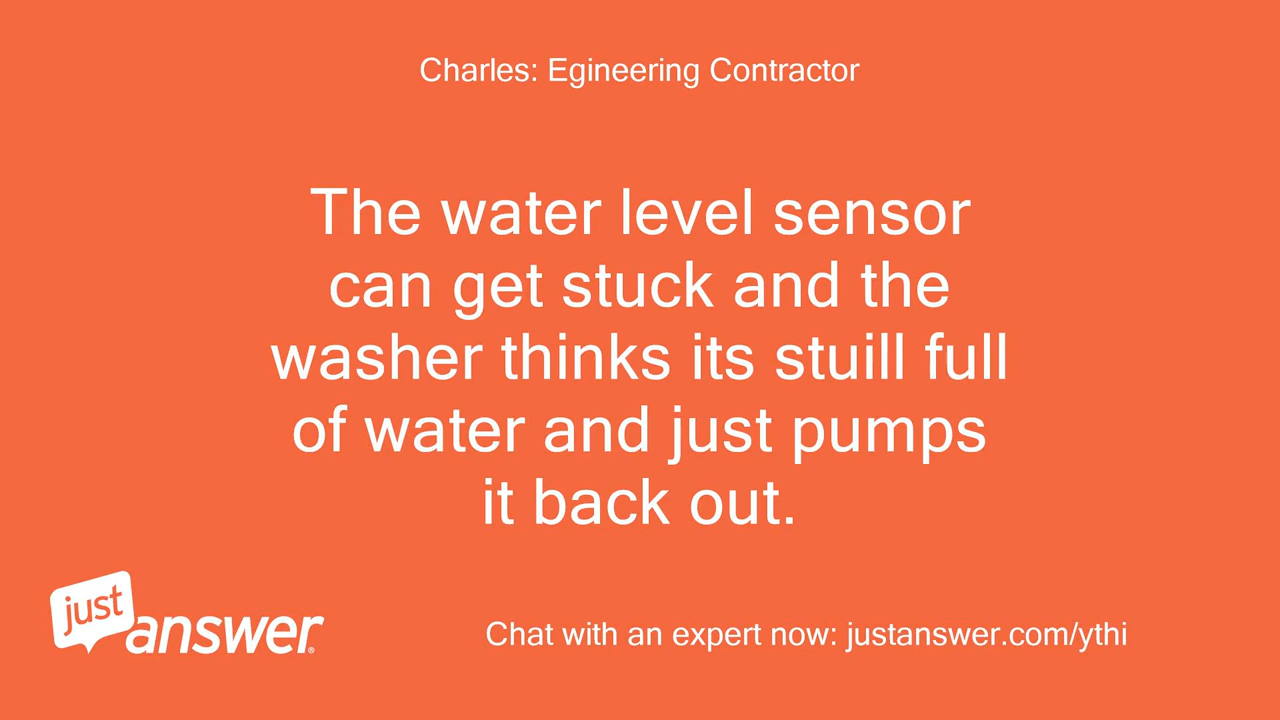 Charles: Egineering Contractor
The water level sensor
can get stuck and the
washer thinks its stuill full
of water and just pumps
it back out.
just
answer®
Chat with an expert now: justanswer.com/ythi